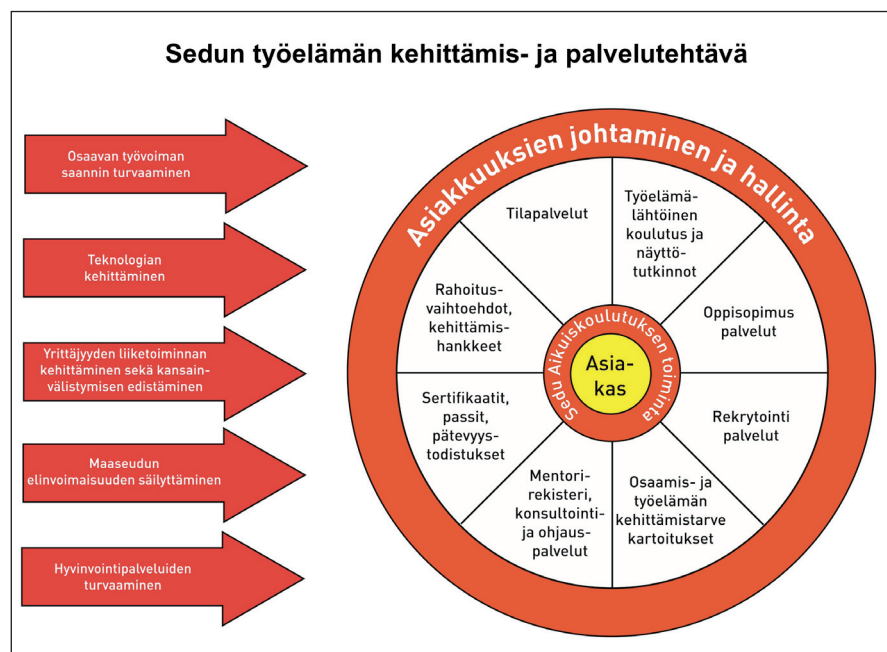 Sedun työelämän kehittämis- ja palvelutehtävä
Osaavan työvoiman
saannin turvaaminen
Teknologian
kehittäminen
Yrittäjyyden liiketoiminnan
kehittäminen sekä kansain-
välistymisen edistäminen
Maaseudun
elinvoimaisuuden säilyttäminen
Hyvinvointipalveluiden
turvaaminen
Asiakkuuksien johtaminen ja hallinta
Tilapalvelut
Työelämä-
lähtöinen
koulutus ja
näyttö-
tutkinnot
Rahoitus-
vaihtoehdot,
kehittämis-
hankkeet
Oppisopimus
palvelut
Sedu Aikuiskoulutuksen toiminta
Asia-
kas
Sertifikaatit,
passit,
pätevyys-
todistukset
Rekrytointi
palvelut
Mentori-
rekisteri,
konsultointi-
ja ohjaus-
palvelut
Osaamis- ja
työelämän
kehittämistarve
kartoitukset